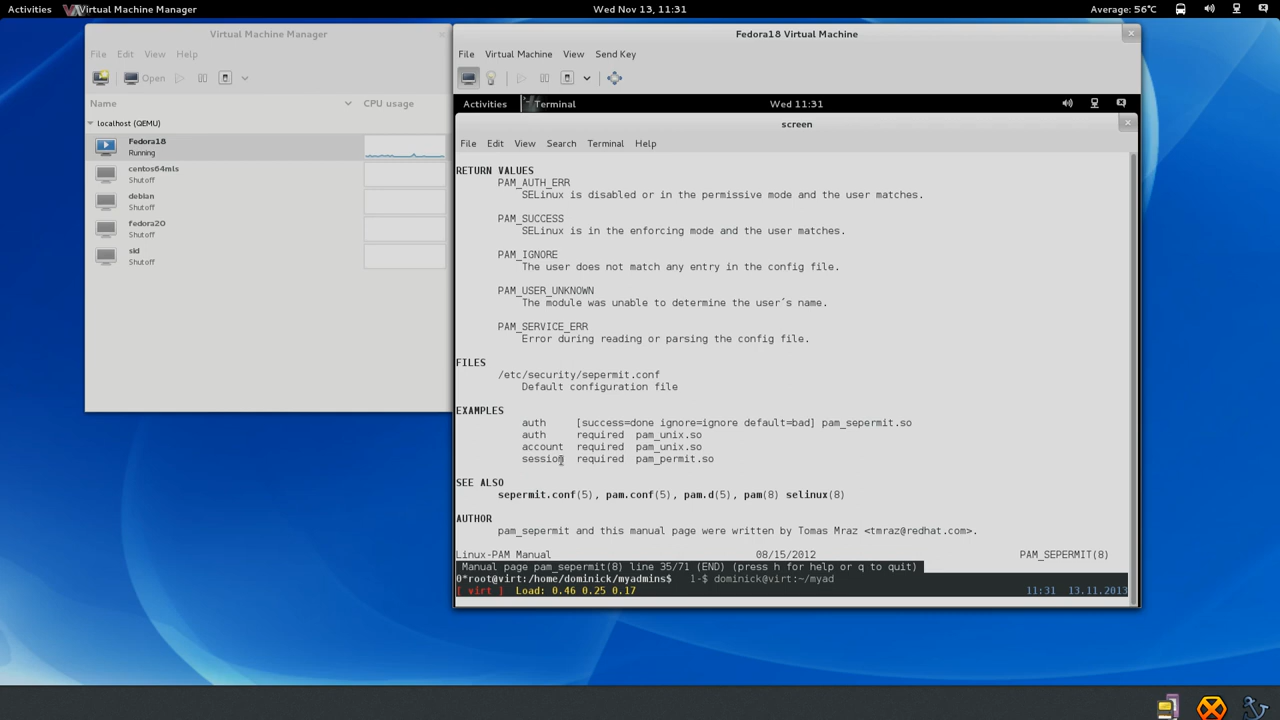 Activities Virtual Machine Manager Wed Nov 13, 11:31 Average: 56°C
Virtual Machine Manager
File Edit View Help
Open
Name CPU usage
localhost (QEMU)
Fedora18
Running
centos64mls
Shutoff
debian
Shutoff
fedora20
Shutoff
sid
Shutoff
Fedora18 Virtual Machine
File Virtual Machine View Send Key
Activities Terminal Wed 11:31
screen
File Edit View Search Terminal Help
RETURN VALUES
PAM_AUTH_ERR
SELinux is disabled or in the permissive mode and the user matches.
PAM_SUCCESS
SELinux is in the enforcing mode and the user matches.
PAM_IGNORE
The user does not match any entry in the config file.
PAM_USER_UNKNOWN
The module was unable to determine the user´s name.
PAM_SERVICE_ERR
Error during reading or parsing the config file.
FILES
/etc/security/sepermit.conf
Default configuration file
EXAMPLES
auth [success=done ignore=ignore default=bad] pam_sepermit.so
auth required pam_unix.so
account required pam_unix.so
session required pam_permit.so
SEE ALSO
sepermit.conf(5), pam.conf(5), pam.d(5), pam(8) selinux(8)
AUTHOR
pam_sepermit and this manual page were written by Tomas Mraz <tmraz@redhat.com>.
Linux-PAM Manual 08/15/2012 PAM_SEPERMIT(8)
Manual page pam_sepermit(8) line 35/71 (END) (press h for help or q to quit)
0*root@virt:/home/dominick/myadmins$ 1-$ dominick@virt:~/myad
[ virt ] Load: 0.46 0.25 0.17 11:31 13.11.2013